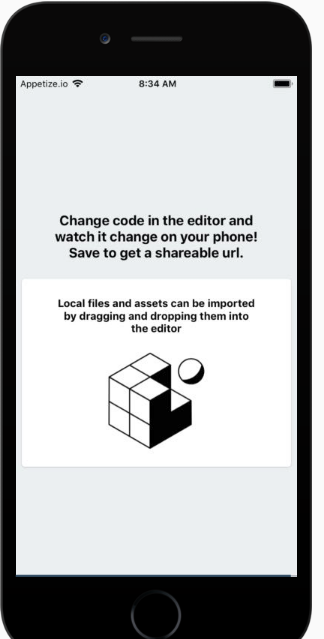 Appetize.io 8:34 AM
Change code in the editor and
watch it change on your phone!
Save to get a shareable url.
Local files and assets can be imported
by dragging and dropping them into
the editor